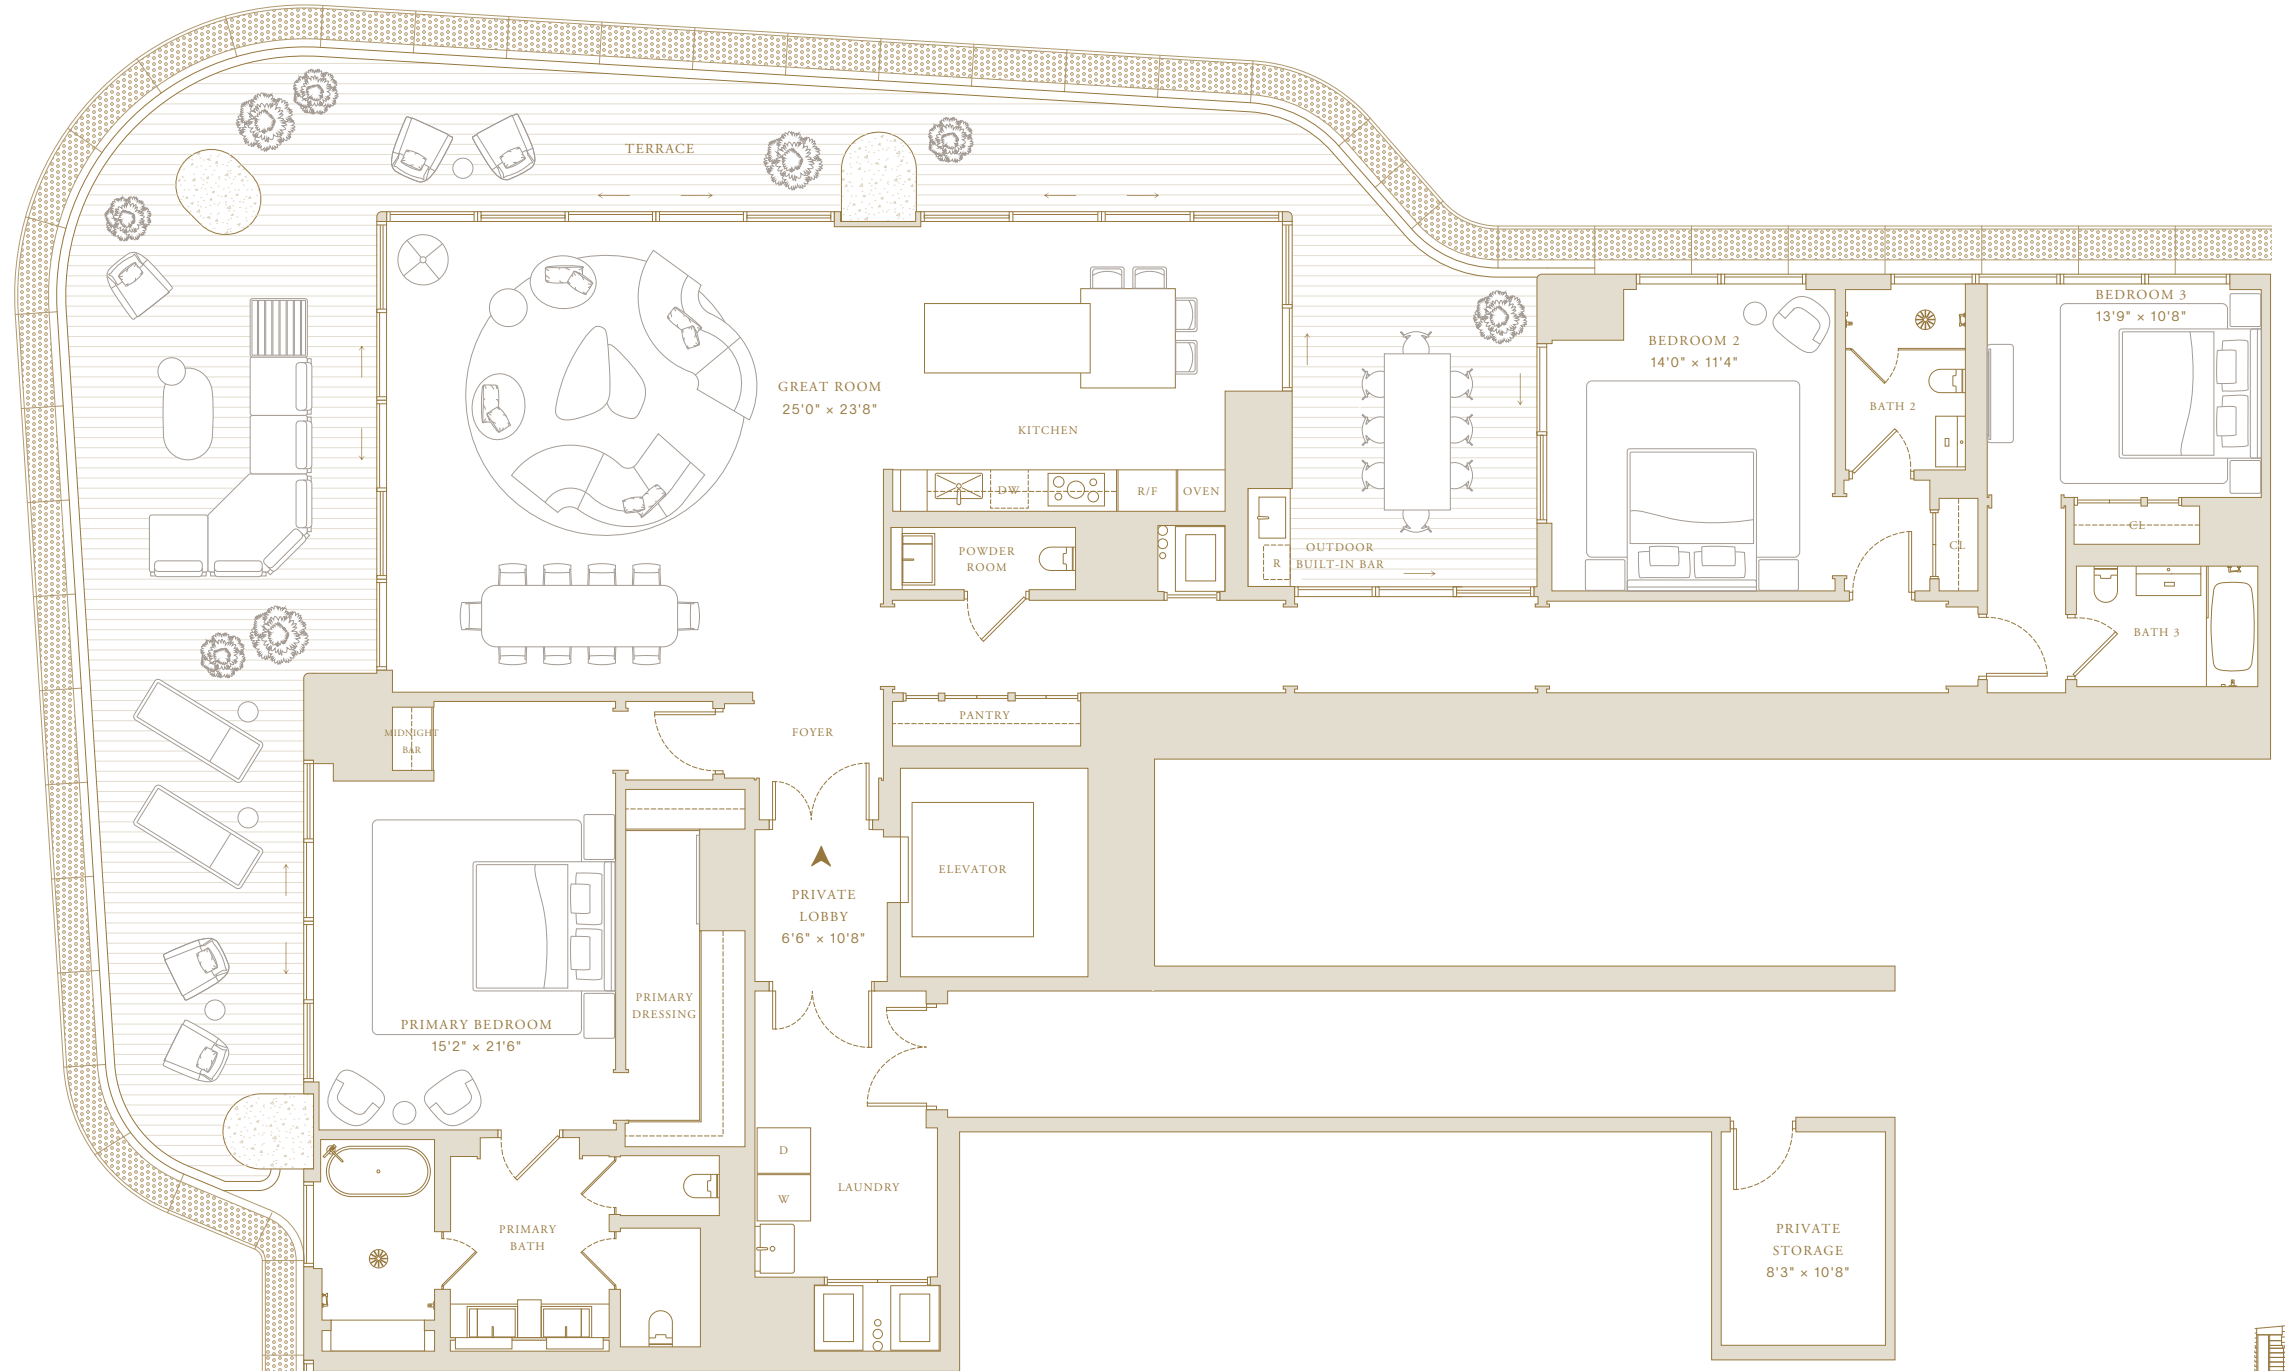 TERRACE
BEDROOM 3
13'9" × 10'8"
BEDROOM 2
14'0" × 11'4"
GREAT ROOM
25'0" × 23'8"
BATH 2
KITCHEN
DW
R/F
OVEN
CL
CL
POWDER
ROOM
OUTDOOR
BUILT-IN BAR
R
BATH 3
PANTRY
FOYER
MIDNIGHT
BAR
ELEVATOR
PRIVATE
LOBBY
6'6" × 10'8"
PRIMARY
DRESSING
PRIMARY BEDROOM
15'2" × 21'6"
D
W
LAUNDRY
PRIMARY
BATH
PRIVATE
STORAGE
8'3" × 10'8"